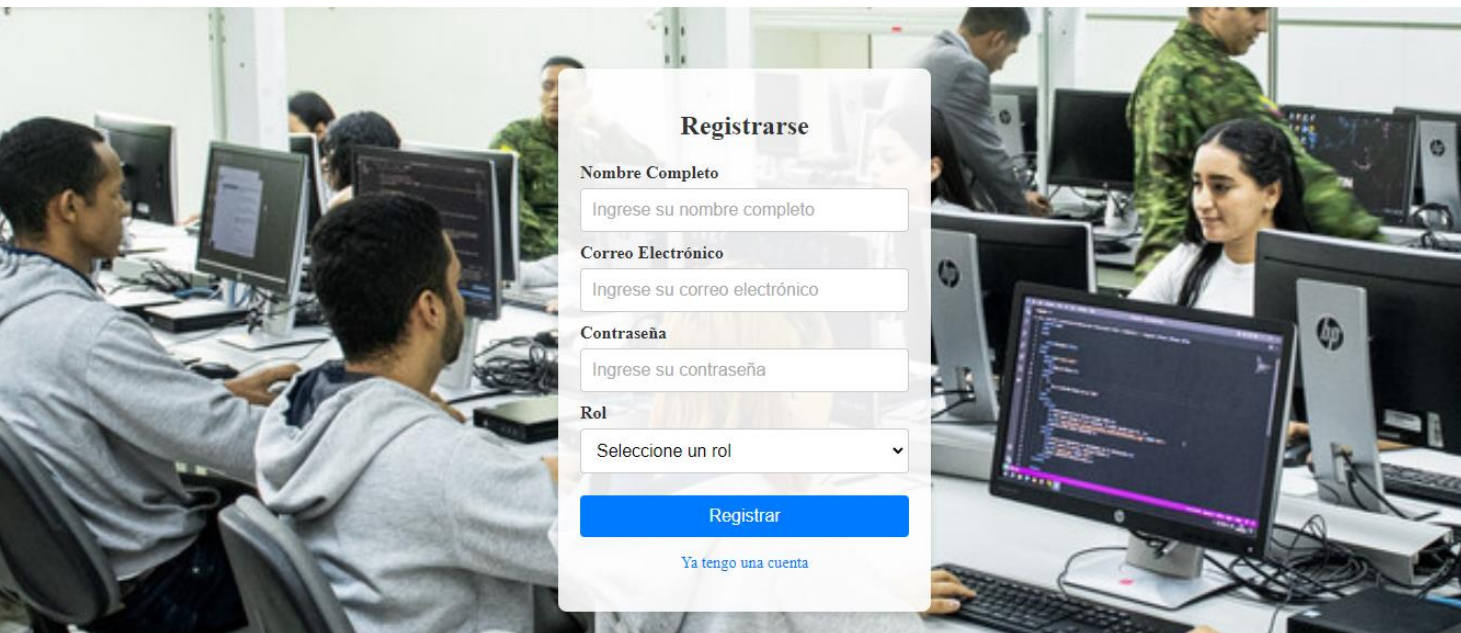 Registrarse
Nombre Completo
Ingrese su nombre completo
Correo Electrónico
Ingrese su correo electrónico
Contraseña
Ingrese su contraseña
Rol
Seleccione un rol
Registrar
Ya tengo una cuenta
hp